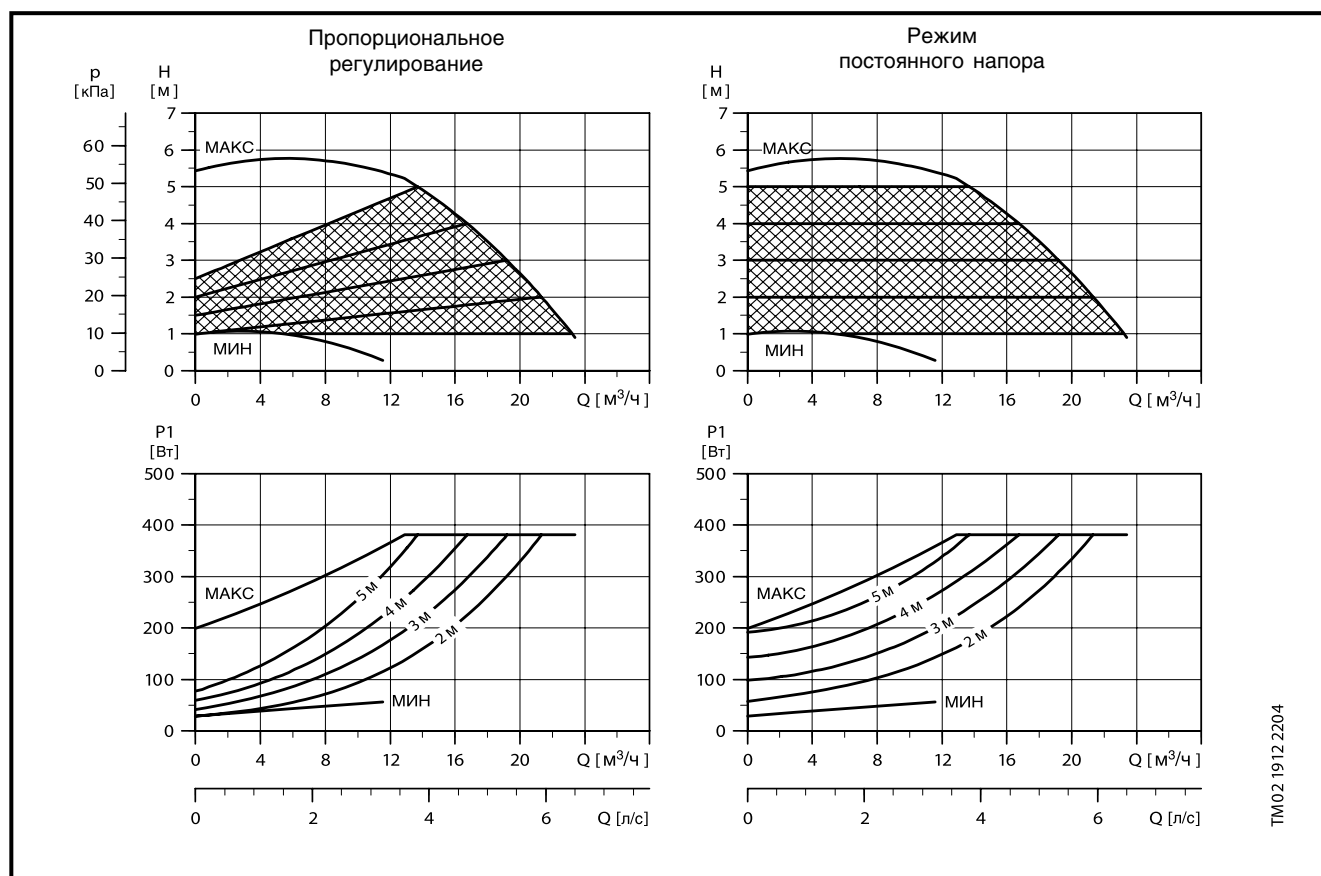 Пропорциональное
регулирование
Режим
постоянного напора
p
[кПа]
H
[м]
H
[м]
7
6
5
4
3
2
1
0
60
50
40
30
20
10
0
МАКС
МИН
0 4 8 12 16 20 Q [м³/ч]
7
6
5
4
3
2
1
0
МАКС
МИН
0 4 8 12 16 20 Q [м³/ч]
P1
[Вт]
500
400
300
200
100
0
МАКС
5 м
4 м
3 м
2 м
МИН
0 4 8 12 16 20 Q [м³/ч]
0 2 4 6 Q [л/с]
P1
[Вт]
500
400
300
200
100
0
МАКС
5 м
4 м
3 м
2 м
МИН
0 4 8 12 16 20 Q [м³/ч]
0 2 4 6 Q [л/с]
TM02 1912 2204